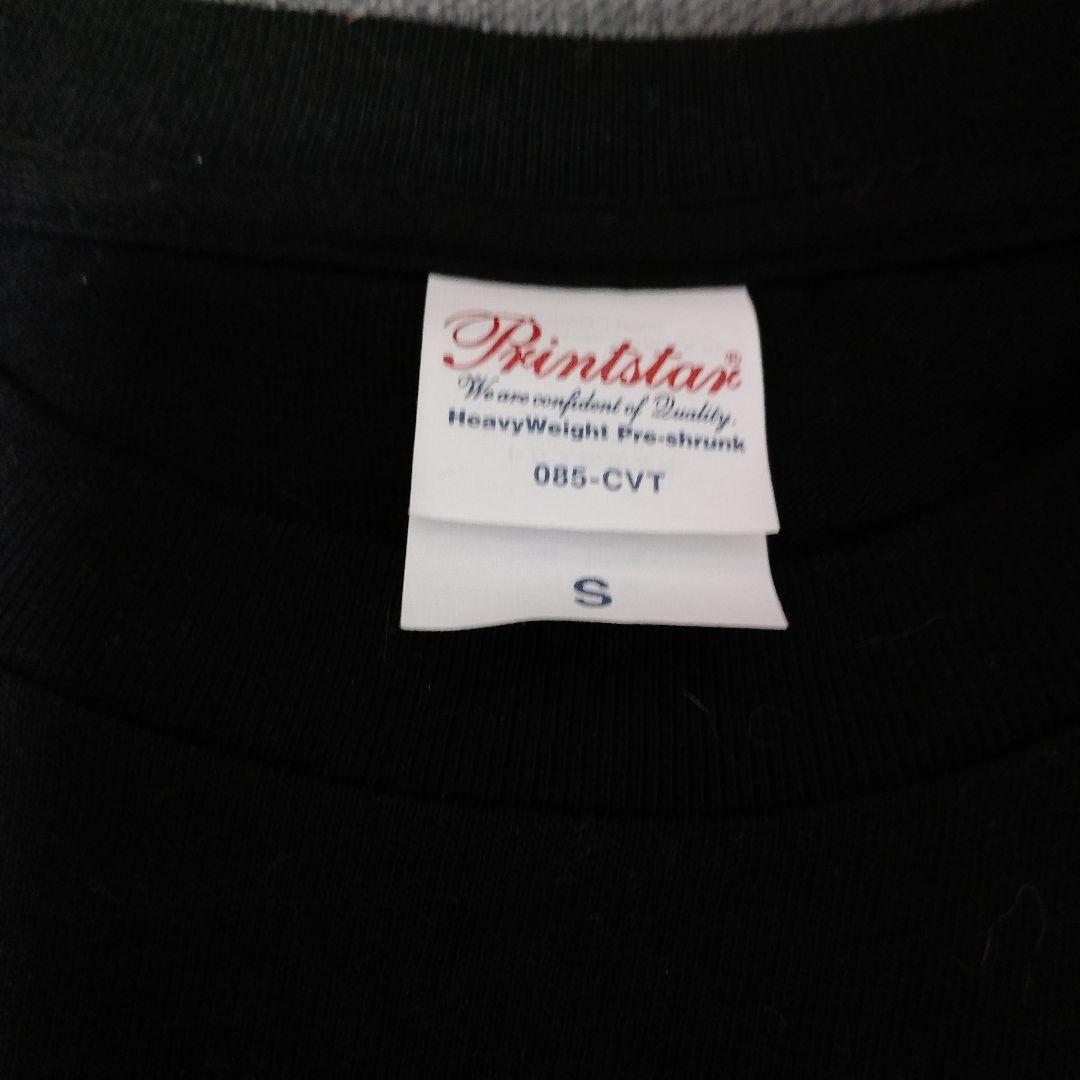 Printstar®
We are confident of Quality.
HeavyWeight Pre-shrunk
085-CVT
S